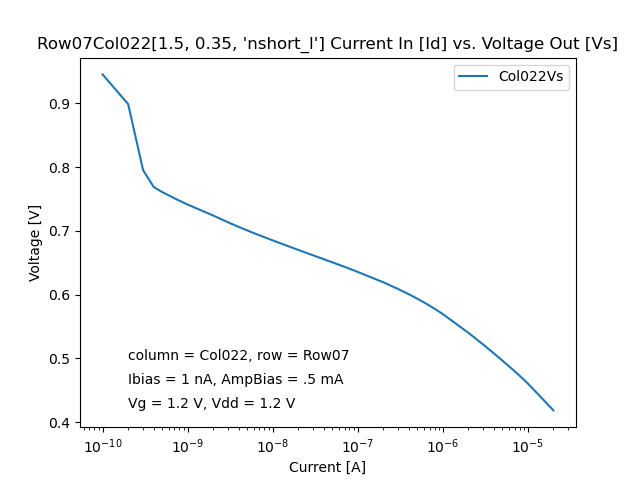 Row07Col022[1.5, 0.35, 'nshort_l'] Current In [Id] vs. Voltage Out [Vs]
Col022Vs
0.9
0.8
0.7
0.6
0.5
0.4
Voltage [V]
column = Col022, row = Row07
Ibias = 1 nA, AmpBias = .5 mA
Vg = 1.2 V, Vdd = 1.2 V
10⁻¹⁰ 10⁻⁹ 10⁻⁸ 10⁻⁷ 10⁻⁶ 10⁻⁵
Current [A]